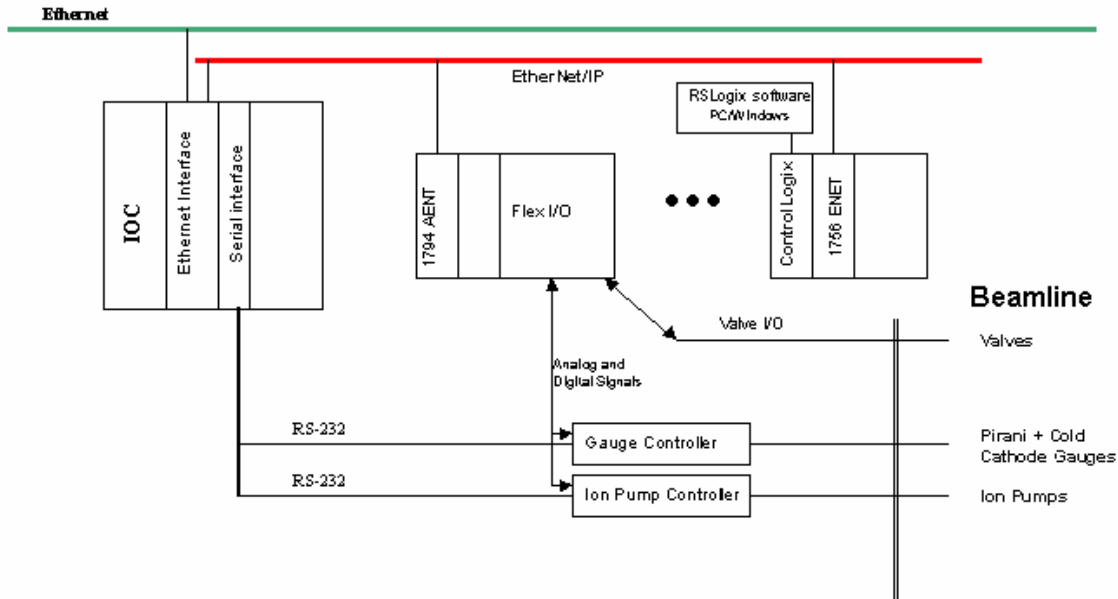 Ethernet
EtherNet/IP
RSLogix software
PC/Windows
IOC
Ethernet Interface
Serial interface
1794 AENT
Flex I/O
Control Logix
1756 ENET
Beamline
Valve I/O
Valves
Analog and
Digital Signals
RS-232
Gauge Controller
Pirani + Cold
Cathode Gauges
RS-232
Ion Pump Controller
Ion Pumps